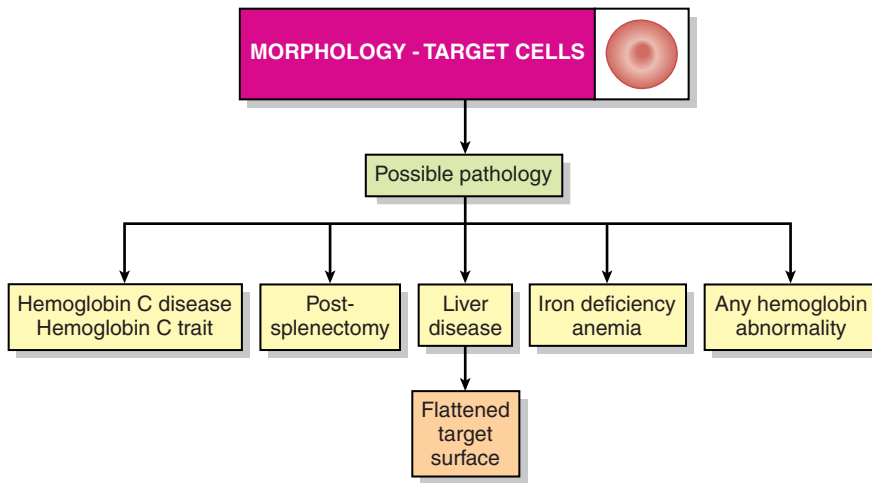 MORPHOLOGY - TARGET CELLS
Possible pathology
Hemoglobin C disease
Hemoglobin C trait
Post-
splenectomy
Liver
disease
Iron deficiency
anemia
Any hemoglobin
abnormality
Flattened
target
surface